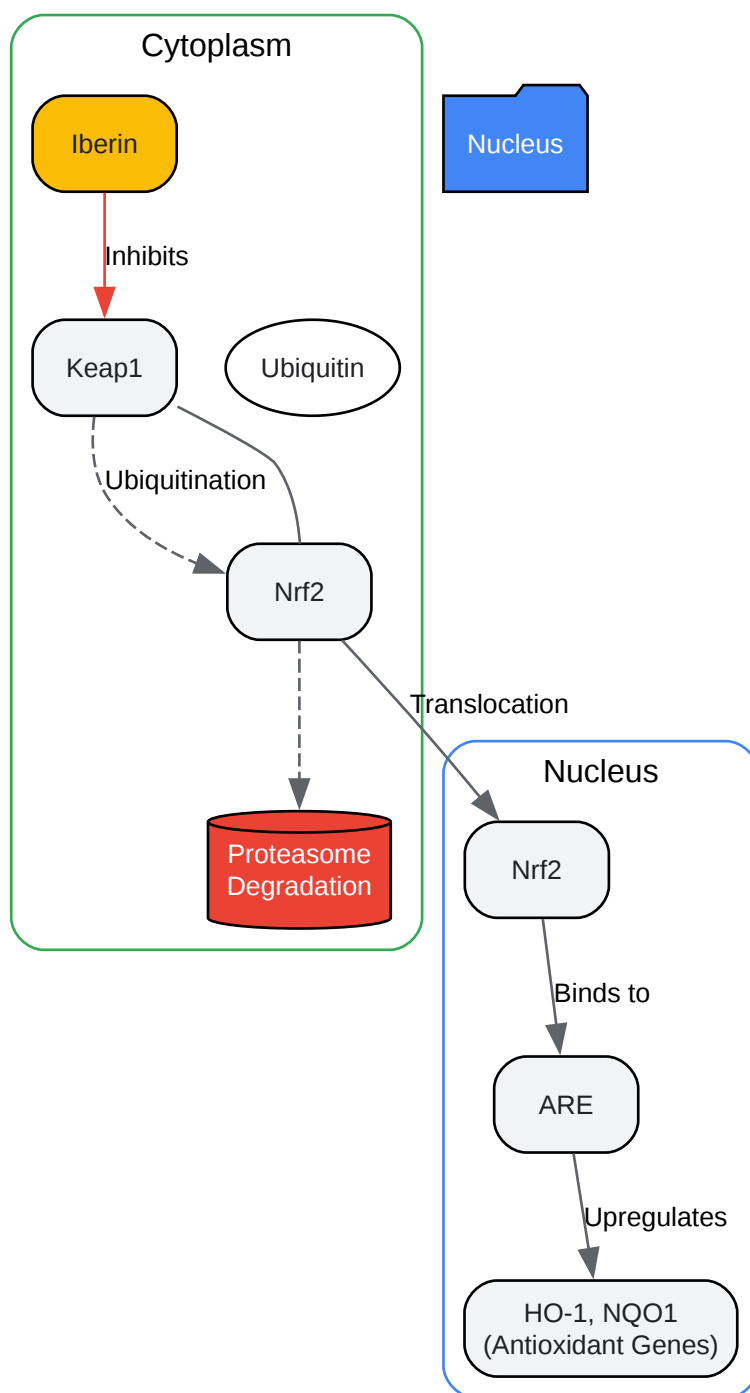 Cytoplasm
Iberin
Nucleus
Inhibits
Keap1
Ubiquitin
Ubiquitination
Nrf2
Translocation
Nucleus
Proteasome
Degradation
Nrf2
Binds to
ARE
Upregulates
HO-1, NQO1
(Antioxidant Genes)